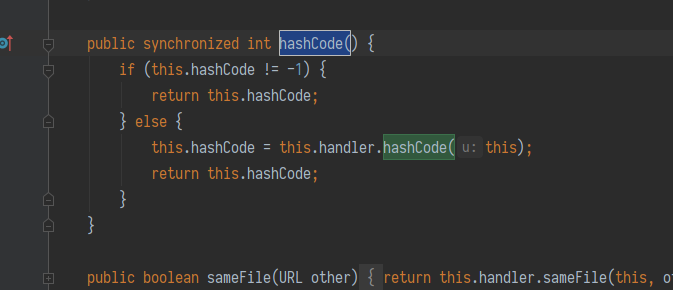 public synchronized int hashCode() {
if (this.hashCode != -1) {
return this.hashCode;
} else {
this.hashCode = this.handler.hashCode( u: this);
return this.hashCode;
}
}
public boolean sameFile(URL other) { return this.handler.sameFile(this, ot